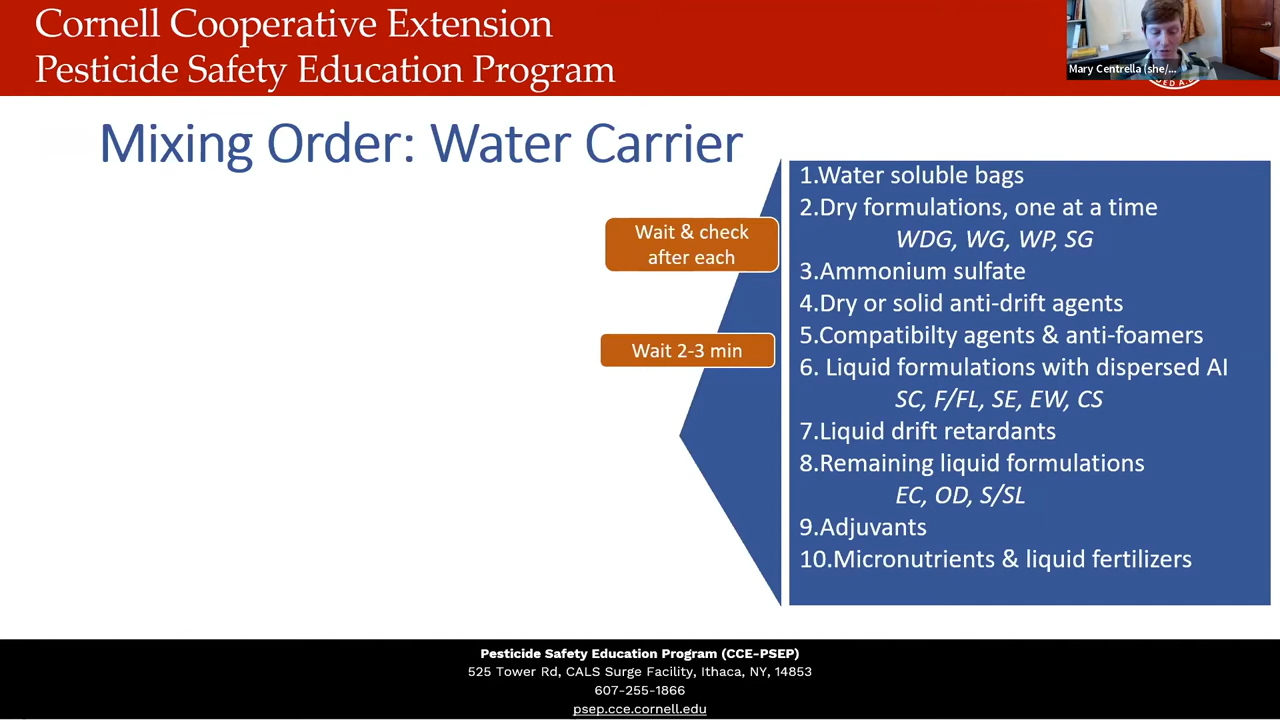 Cornell Cooperative Extension
Pesticide Safety Education Program
Mary Centrella (she/...
Mixing Order: Water Carrier
Wait & check
after each
Wait 2-3 min
1.Water soluble bags
2.Dry formulations, one at a time
WDG, WG, WP, SG
3.Ammonium sulfate
4.Dry or solid anti-drift agents
5.Compatibilty agents & anti-foamers
6. Liquid formulations with dispersed AI
SC, F/FL, SE, EW, CS
7.Liquid drift retardants
8.Remaining liquid formulations
EC, OD, S/SL
9.Adjuvants
10.Micronutrients & liquid fertilizers
Pesticide Safety Education Program (CCE-PSEP)
525 Tower Rd, CALS Surge Facility, Ithaca, NY, 14853
607-255-1866
psep.cce.cornell.edu